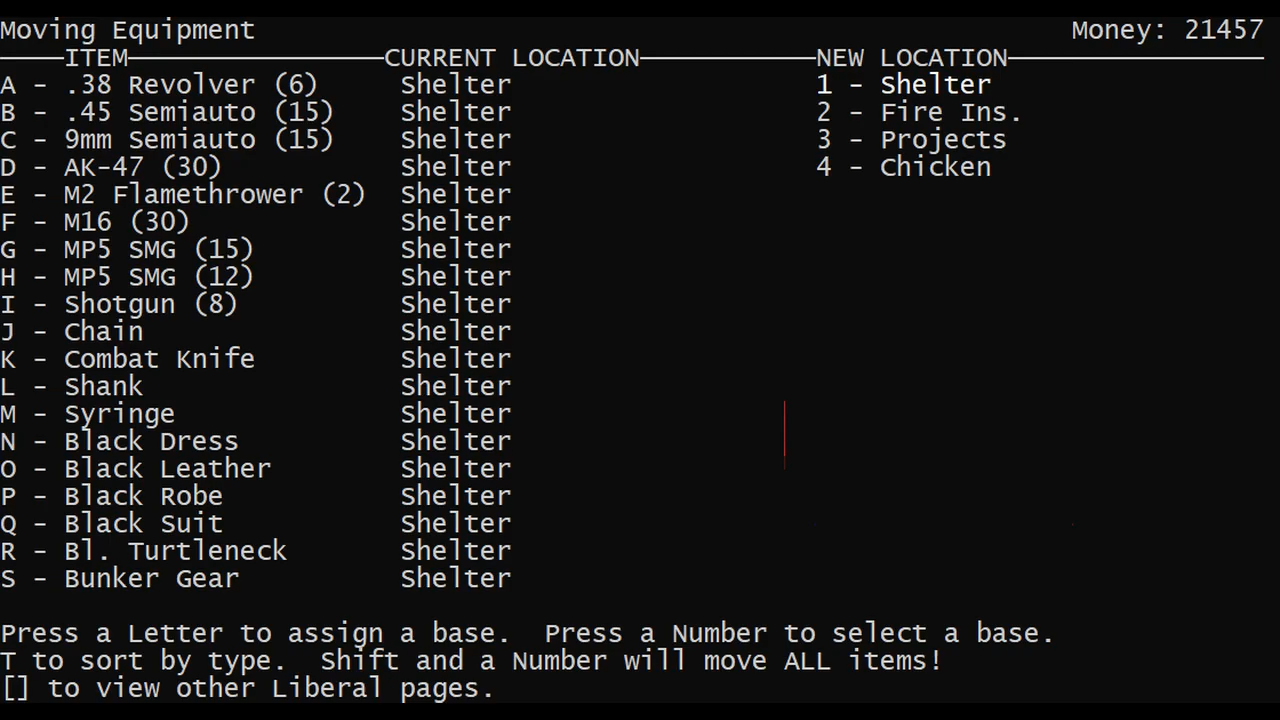 Moving Equipment Money: 21457
ITEM CURRENT LOCATION NEW LOCATION
A - .38 Revolver (6) Shelter 1 - Shelter
B - .45 Semiauto (15) Shelter 2 - Fire Ins.
C - 9mm Semiauto (15) Shelter 3 - Projects
D - AK-47 (30) Shelter 4 - Chicken
E - M2 Flamethrower (2) Shelter
F - M16 (30) Shelter
G - MP5 SMG (15) Shelter
H - MP5 SMG (12) Shelter
I - Shotgun (8) Shelter
J - Chain Shelter
K - Combat Knife Shelter
L - Shank Shelter
M - Syringe Shelter
N - Black Dress Shelter
O - Black Leather Shelter
P - Black Robe Shelter
Q - Black Suit Shelter
R - Bl. Turtleneck Shelter
S - Bunker Gear Shelter
Press a Letter to assign a base.  Press a Number to select a base.
T to sort by type.  Shift and a Number will move ALL items!
[] to view other Liberal pages.